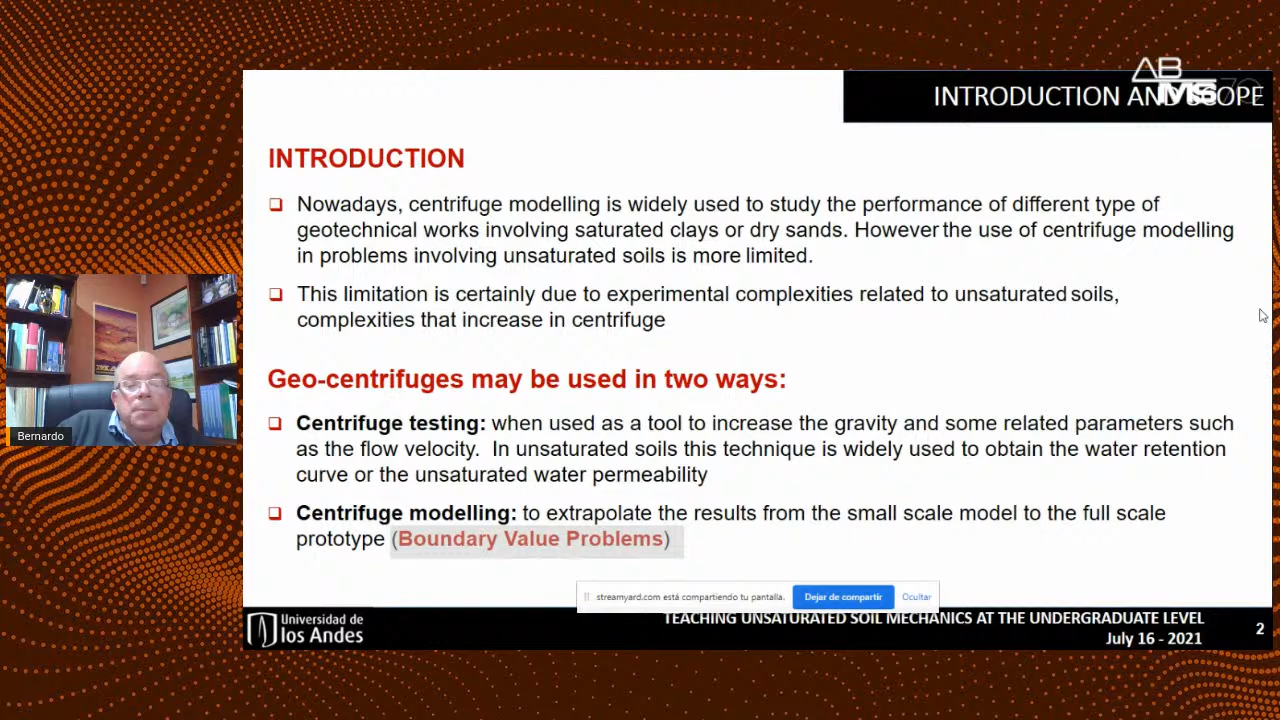 INTRODUCTION AND SCOPE
ABMS70
INTRODUCTION
Nowadays, centrifuge modelling is widely used to study the performance of different type of
geotechnical works involving saturated clays or dry sands. However the use of centrifuge modelling
in problems involving unsaturated soils is more limited.
This limitation is certainly due to experimental complexities related to unsaturated soils,
complexities that increase in centrifuge
Geo-centrifuges may be used in two ways:
Centrifuge testing: when used as a tool to increase the gravity and some related parameters such
as the flow velocity. In unsaturated soils this technique is widely used to obtain the water retention
curve or the unsaturated water permeability
Centrifuge modelling: to extrapolate the results from the small scale model to the full scale
prototype (Boundary Value Problems)
Bernardo
streamyard.com está compartiendo tu pantalla. Dejar de compartir Ocultar
Universidad de
los Andes
TEACHING UNSATURATED SOIL MECHANICS AT THE UNDERGRADUATE LEVEL
July 16 - 2021
2